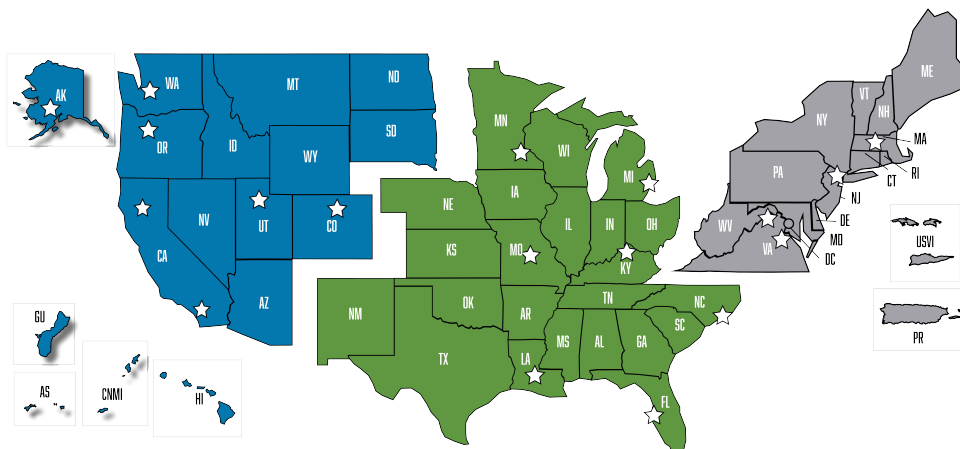 AK
WA
OR
ID
MT
ND
SD
WY
NV
UT
CO
CA
AZ
GU
AS
CNMI
HI
MN
WI
MI
IA
NE
IL
IN
OH
KS
MO
KY
NM
OK
AR
TN
NC
SC
TX
LA
MS
AL
GA
FL
ME
VT
NH
NY
MA
RI
CT
PA
NJ
WV
VA
DE
MD
DC
USVI
PR